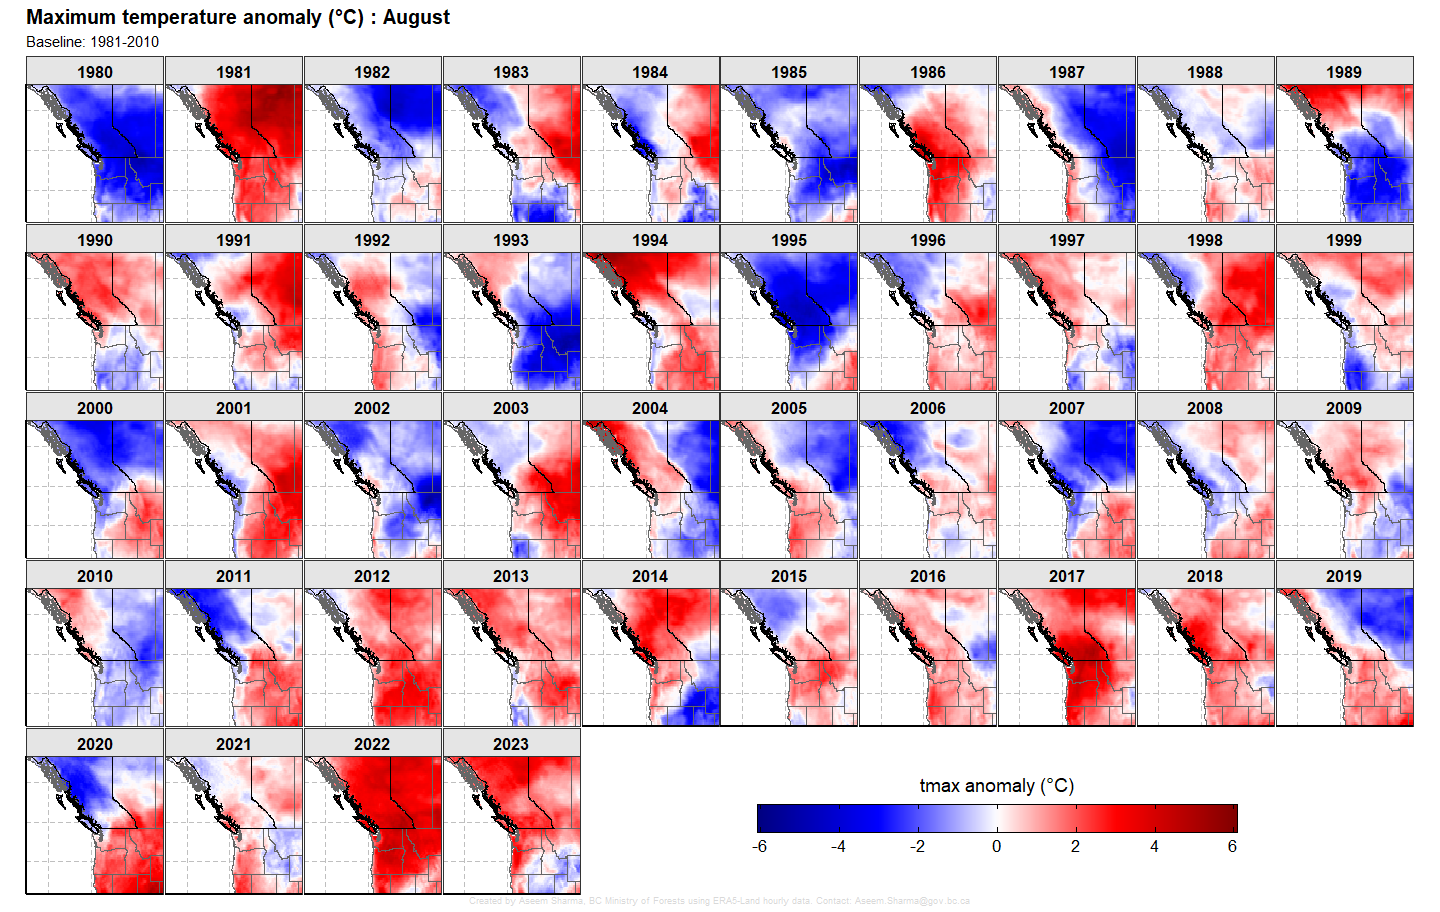 Maximum temperature anomaly (°C) : August
Baseline: 1981-2010
1980 1981 1982 1983 1984 1985 1986 1987 1988 1989
1990 1991 1992 1993 1994 1995 1996 1997 1998 1999
2000 2001 2002 2003 2004 2005 2006 2007 2008 2009
2010 2011 2012 2013 2014 2015 2016 2017 2018 2019
2020 2021 2022 2023
tmax anomaly (°C)
-6 -4 -2 0 2 4 6
Created by Aseem Sharma, BC Ministry of Forests using ERA5-Land hourly data. Contact: Aseem.Sharma@gov.bc.ca